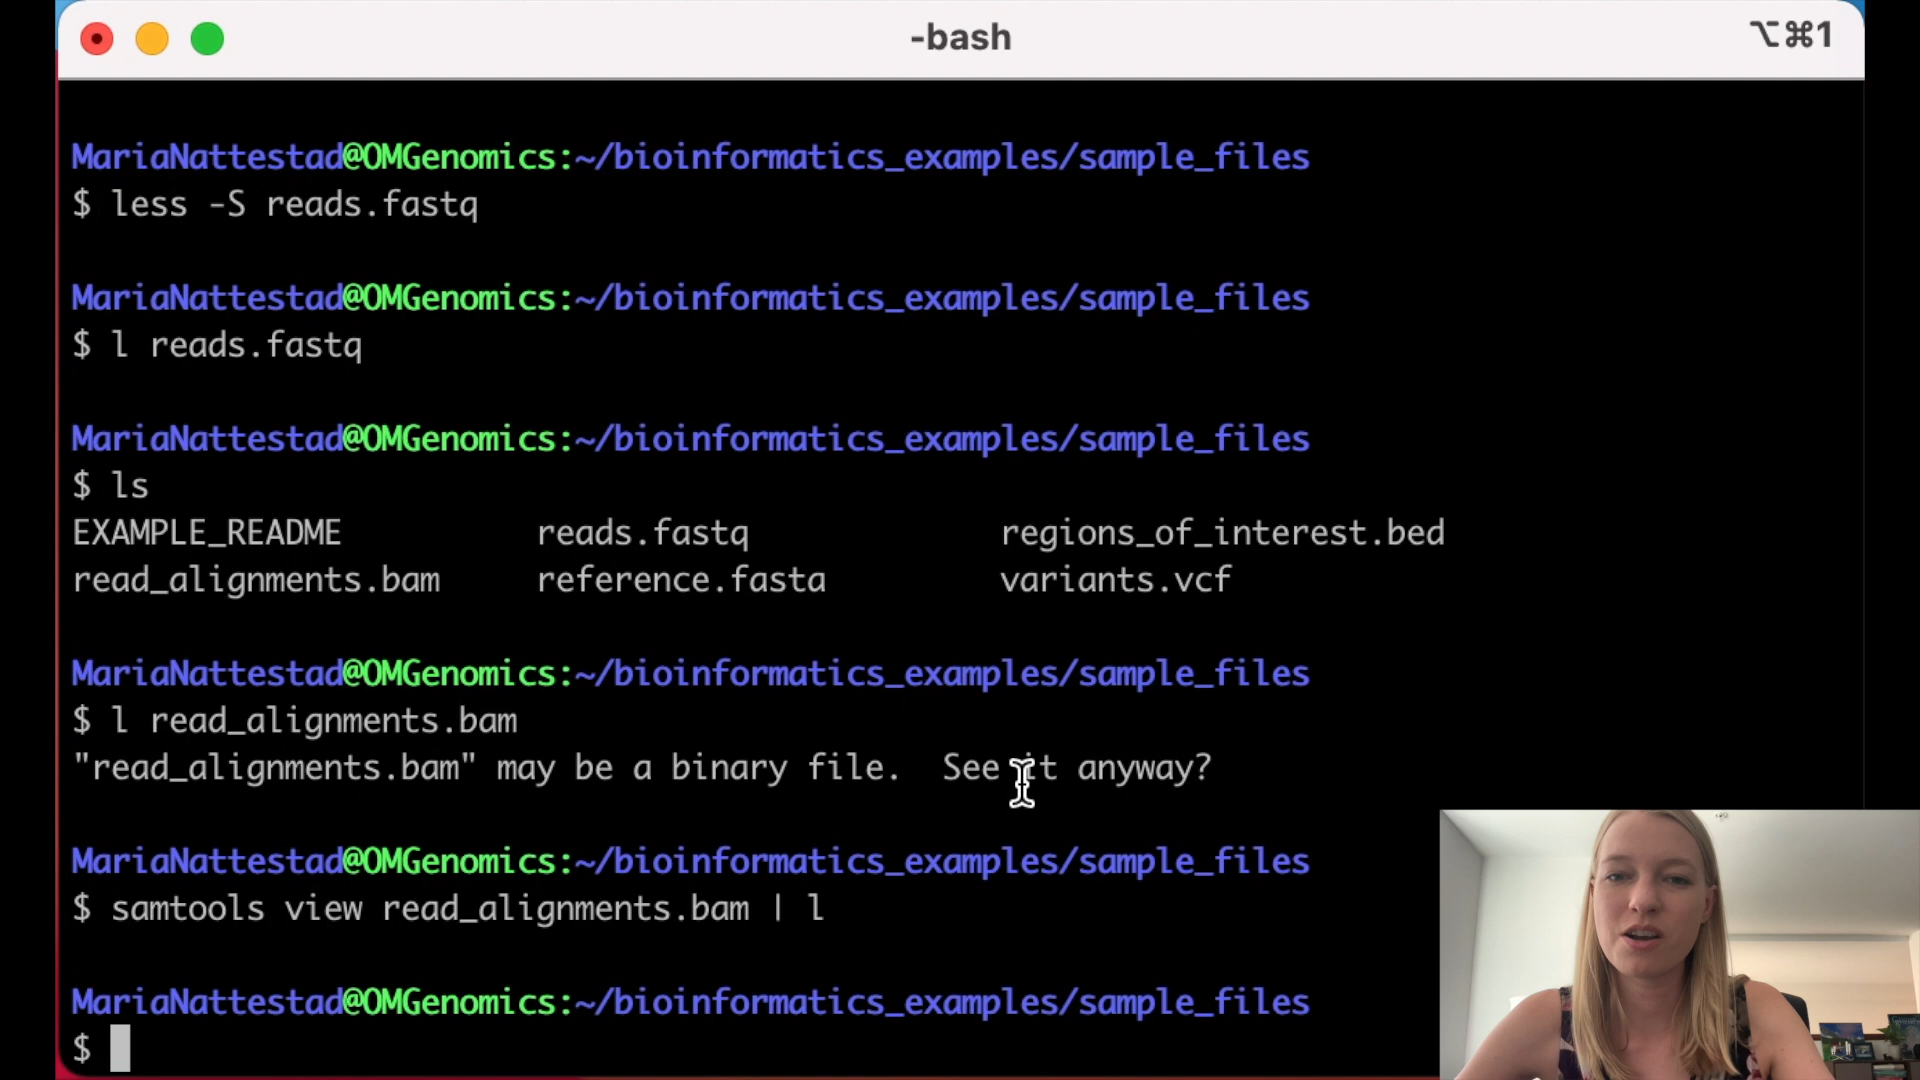 -bash
⌥⌘1
MariaNattestad@OMGenomics:~/bioinformatics_examples/sample_files
$ less -S reads.fastq
MariaNattestad@OMGenomics:~/bioinformatics_examples/sample_files
$ l reads.fastq
MariaNattestad@OMGenomics:~/bioinformatics_examples/sample_files
$ ls
EXAMPLE_README reads.fastq regions_of_interest.bed
read_alignments.bam reference.fasta variants.vcf
MariaNattestad@OMGenomics:~/bioinformatics_examples/sample_files
$ l read_alignments.bam
"read_alignments.bam" may be a binary file. See it anyway?
MariaNattestad@OMGenomics:~/bioinformatics_examples/sample_files
$ samtools view read_alignments.bam | l
MariaNattestad@OMGenomics:~/bioinformatics_examples/sample_files
$